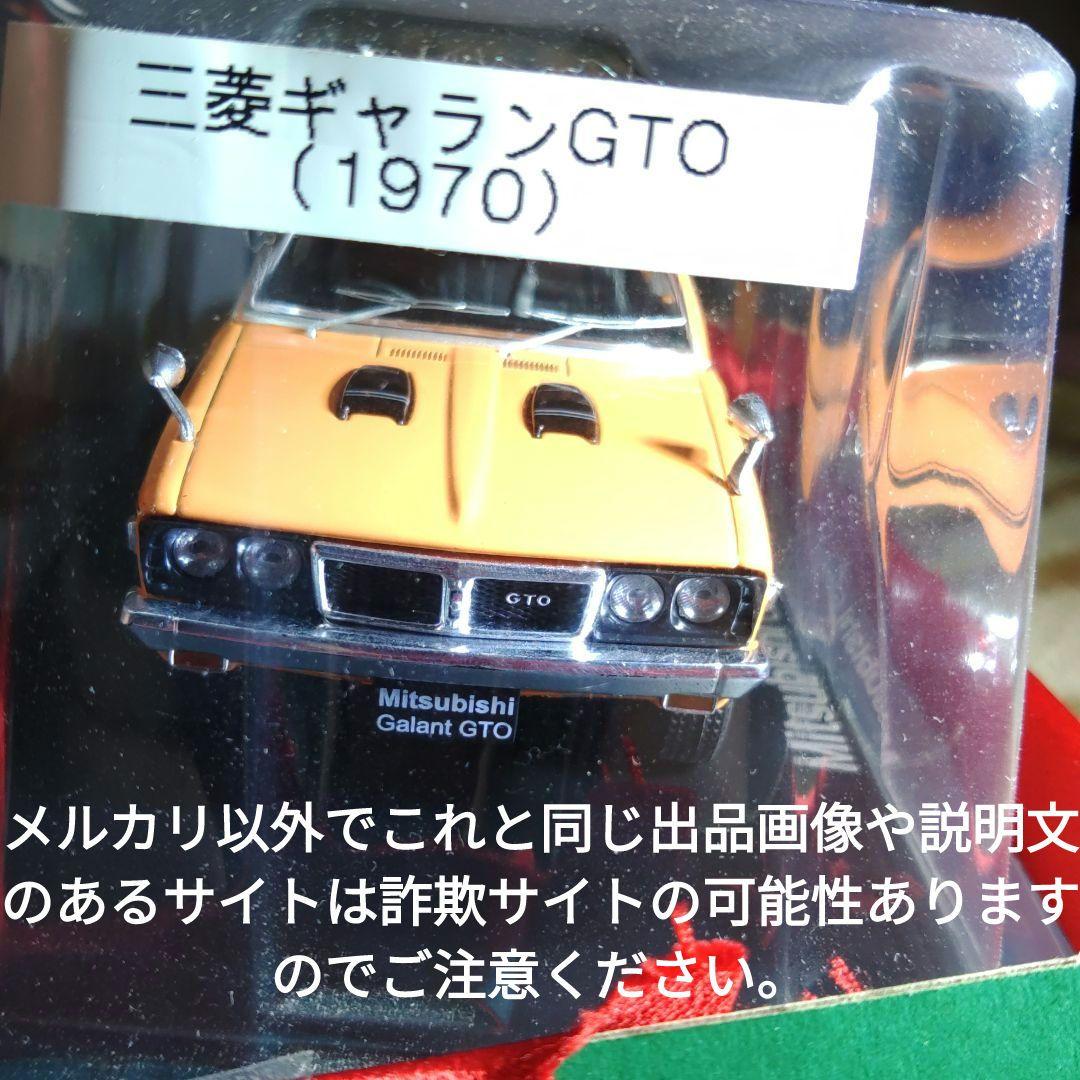 三菱ギャランGTO
（1970）
GTO
Mitsubishi
Galant GTO
メルカリ以外でこれと同じ出品画像や説明文
のあるサイトは詐欺サイトの可能性あります
のでご注意ください。